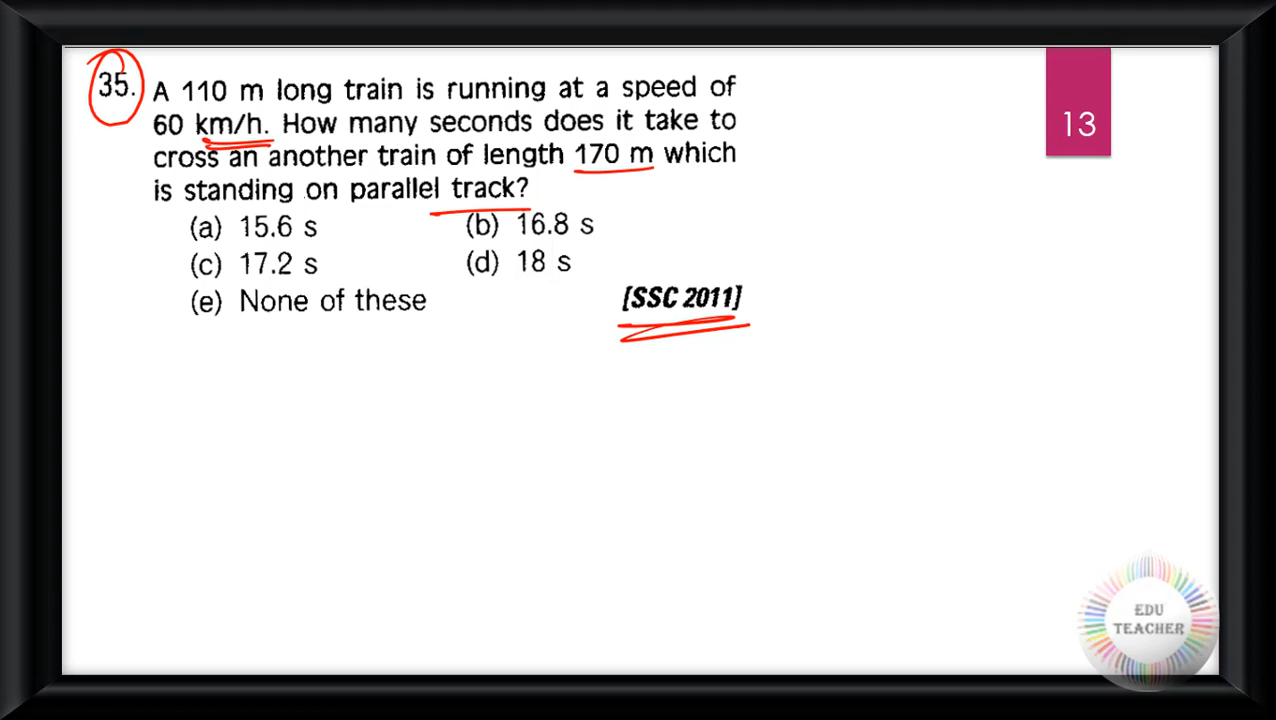 35. A 110 m long train is running at a speed of
60 km/h. How many seconds does it take to
cross an another train of length 170 m which
is standing on parallel track?
(a) 15.6 s (b) 16.8 s
(c) 17.2 s (d) 18 s
(e) None of these [SSC 2011]
13
EDU
TEACHER